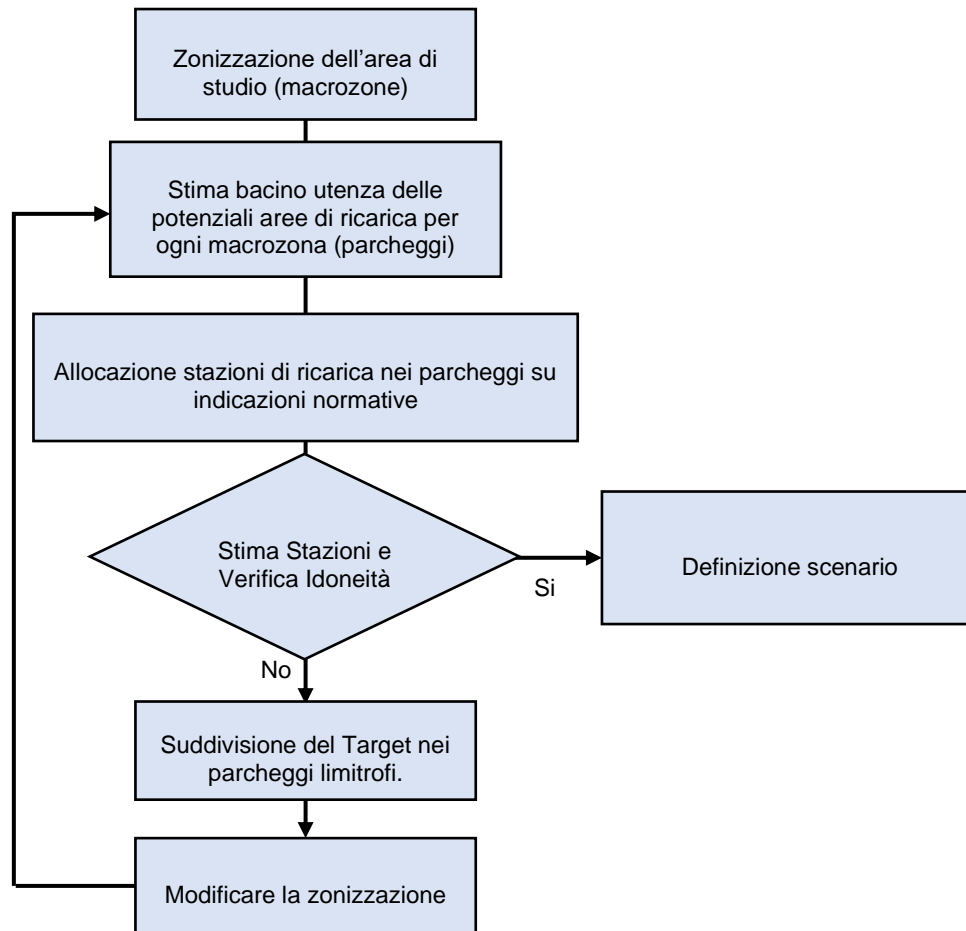 Zonizzazione dell’area di
studio (macrozone)
Stima bacino utenza delle
potenziali aree di ricarica per
ogni macrozona (parcheggi)
Allocazione stazioni di ricarica nei parcheggi su
indicazioni normative
Stima Stazioni e
Verifica Idoneità
Si
Definizione scenario
No
Suddivisione del Target nei
parcheggi limitrofi.
Modificare la zonizzazione